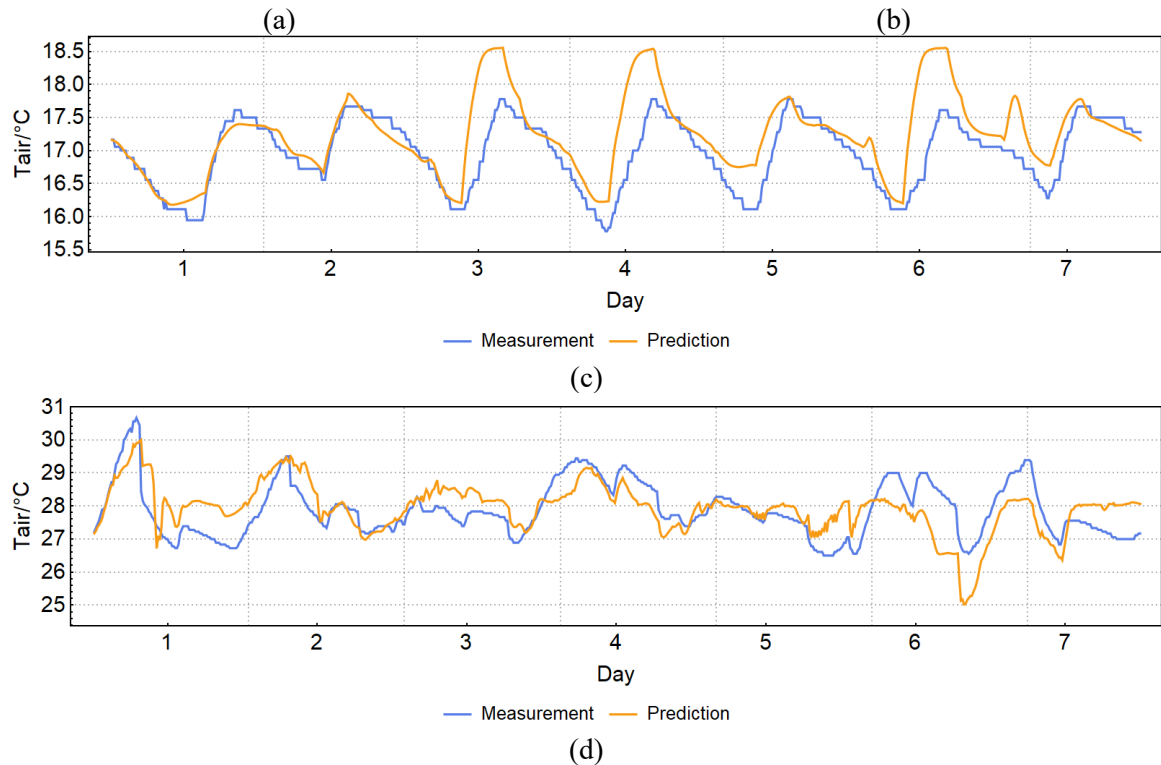 (a) (b)
18.5
18.0
17.5
17.0
16.5
16.0
15.5
Tair/°C
1 2 3 4 5 6 7
Day
Measurement Prediction
(c)
31
30
29
28
27
26
25
Tair/°C
1 2 3 4 5 6 7
Day
Measurement Prediction
(d)